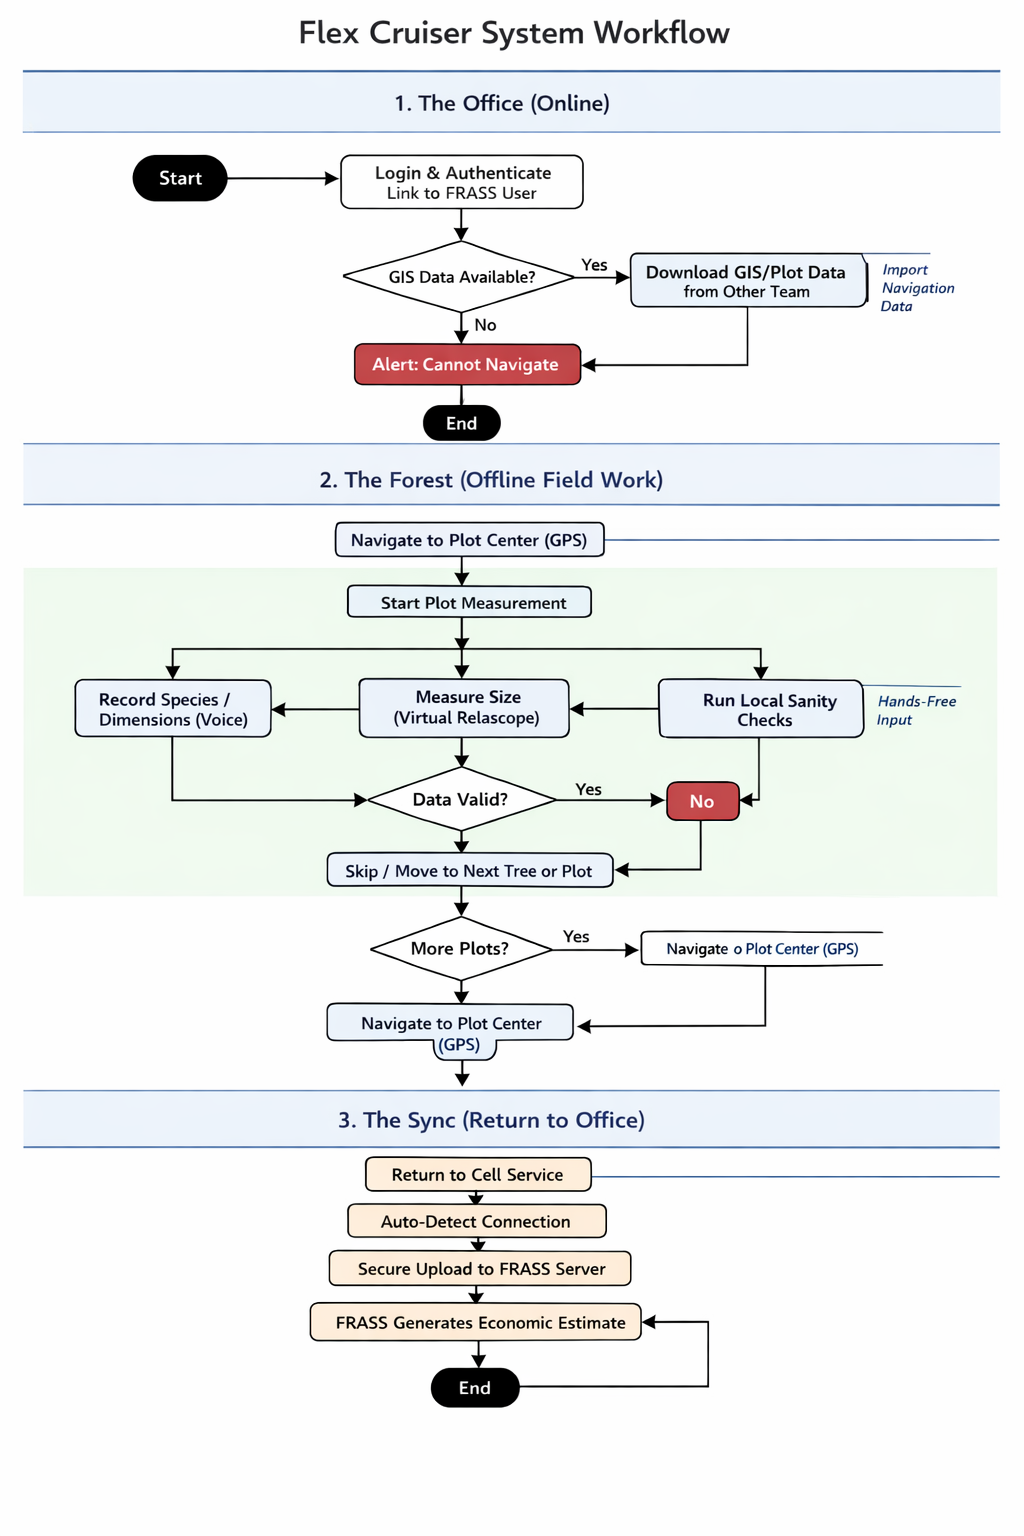 Flex Cruiser System Workflow
1. The Office (Online)
Start
Login & Authenticate
Link to FRASS User
GIS Data Available?
Yes
Download GIS/Plot Data
from Other Team
Import
Navigation
Data
No
Alert: Cannot Navigate
End
2. The Forest (Offline Field Work)
Navigate to Plot Center (GPS)
Start Plot Measurement
Record Species /
Dimensions (Voice)
Measure Size
(Virtual Relascope)
Run Local Sanity
Checks
Hands-Free
Input
Data Valid?
Yes
No
Skip / Move to Next Tree or Plot
More Plots?
Yes
Navigate o Plot Center (GPS)
Navigate to Plot Center
(GPS)
3. The Sync (Return to Office)
Return to Cell Service
Auto-Detect Connection
Secure Upload to FRASS Server
FRASS Generates Economic Estimate
End